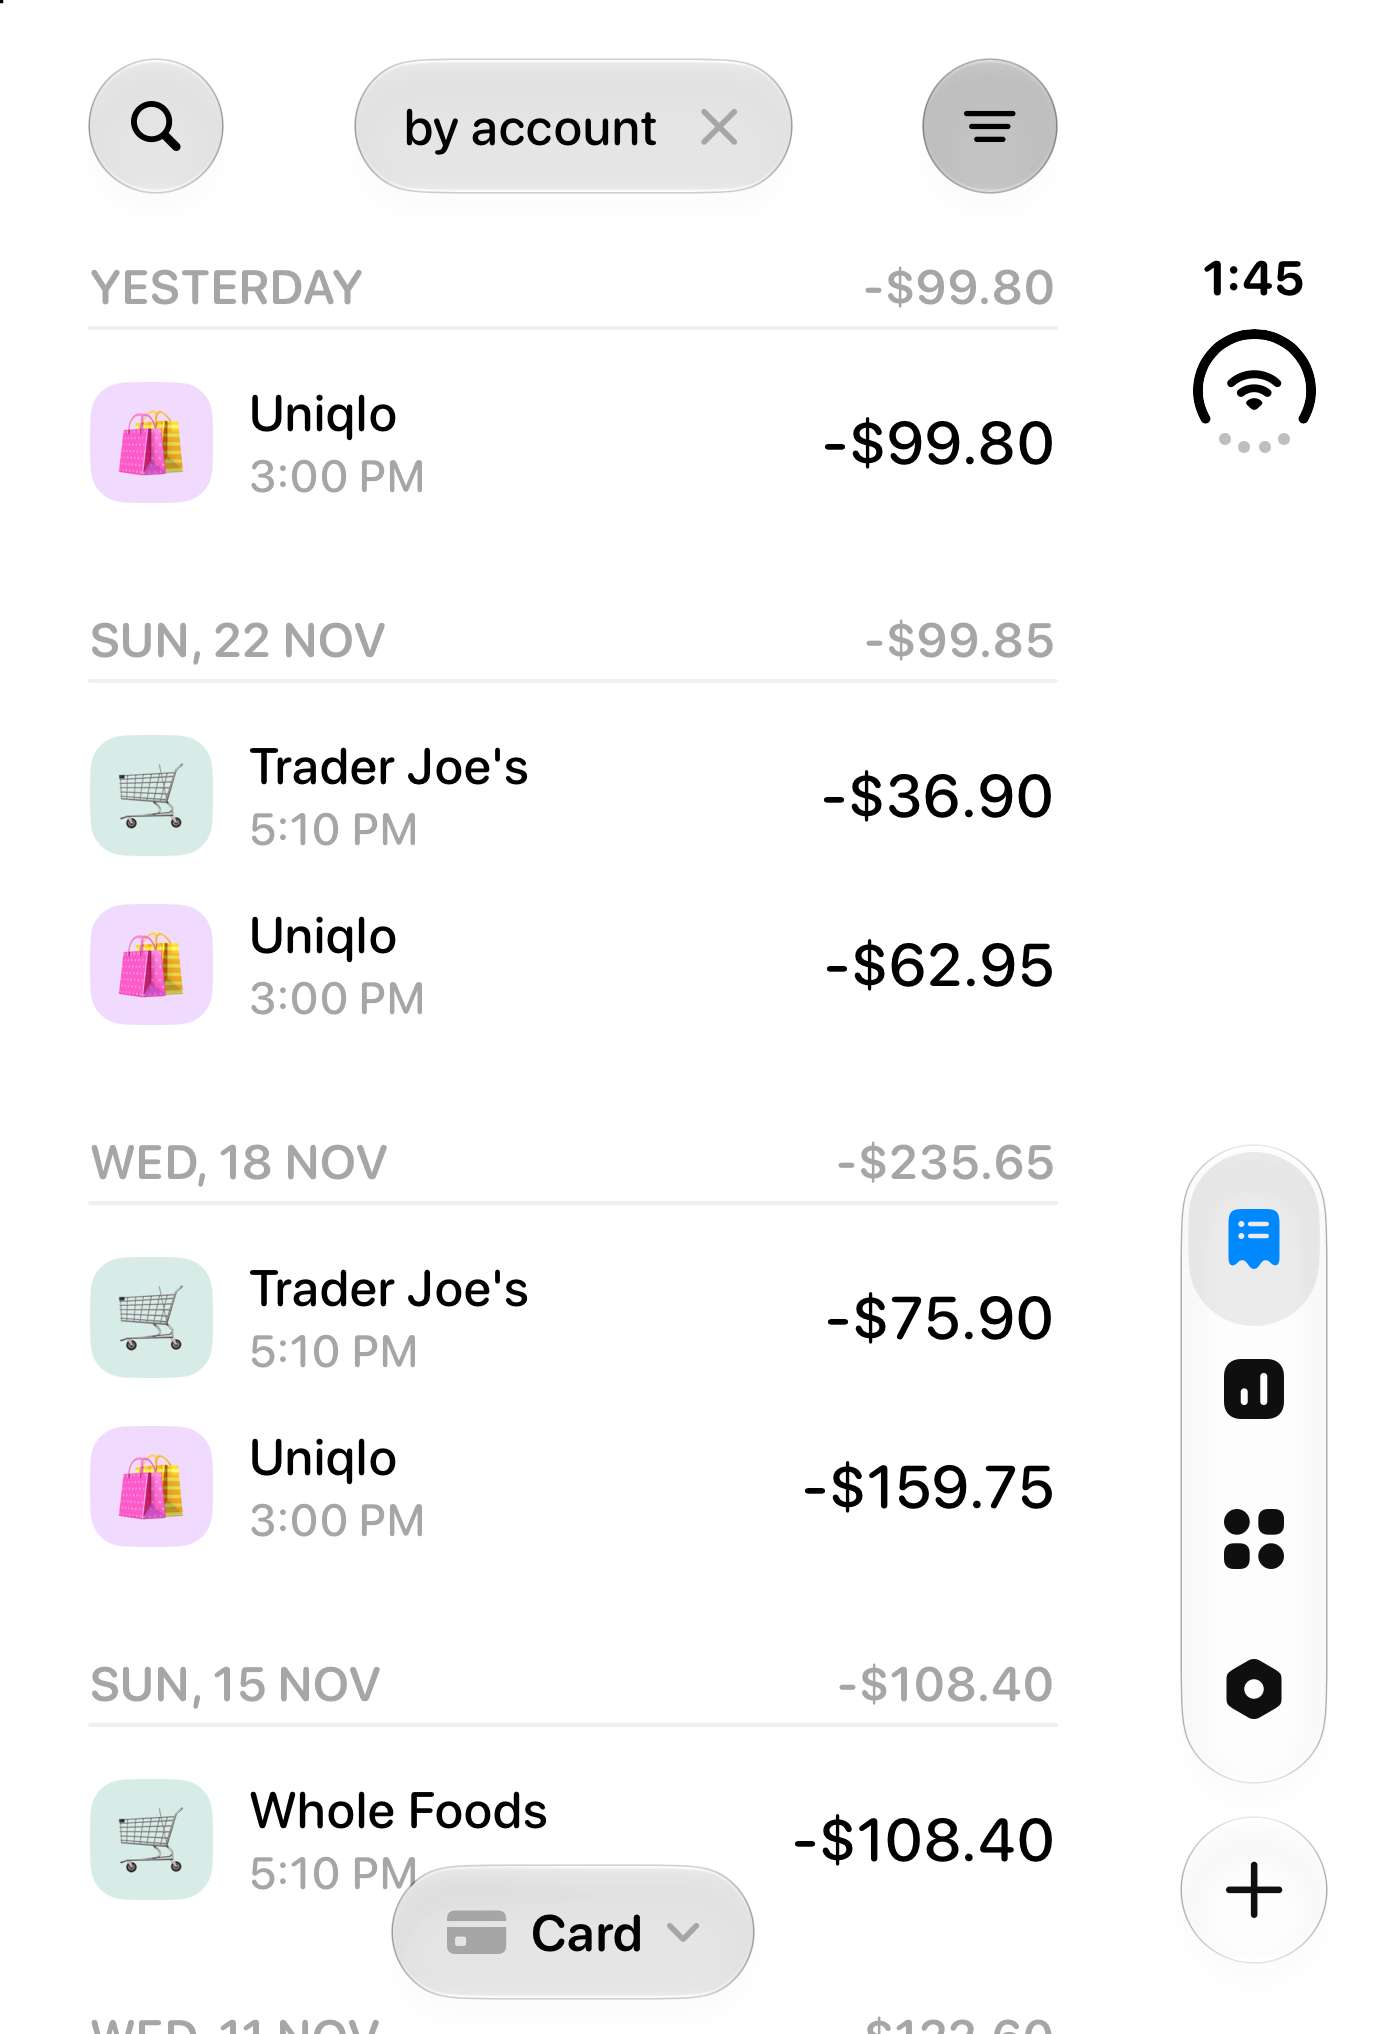 by account
YESTERDAY -$99.80
1:45
Uniqlo
3:00 PM
-$99.80
SUN, 22 NOV -$99.85
Trader Joe's
5:10 PM
-$36.90
Uniqlo
3:00 PM
-$62.95
WED, 18 NOV -$235.65
Trader Joe's
5:10 PM
-$75.90
Uniqlo
3:00 PM
-$159.75
SUN, 15 NOV -$108.40
Whole Foods
5:10 PM
-$108.40
Card
WED, 11 NOV